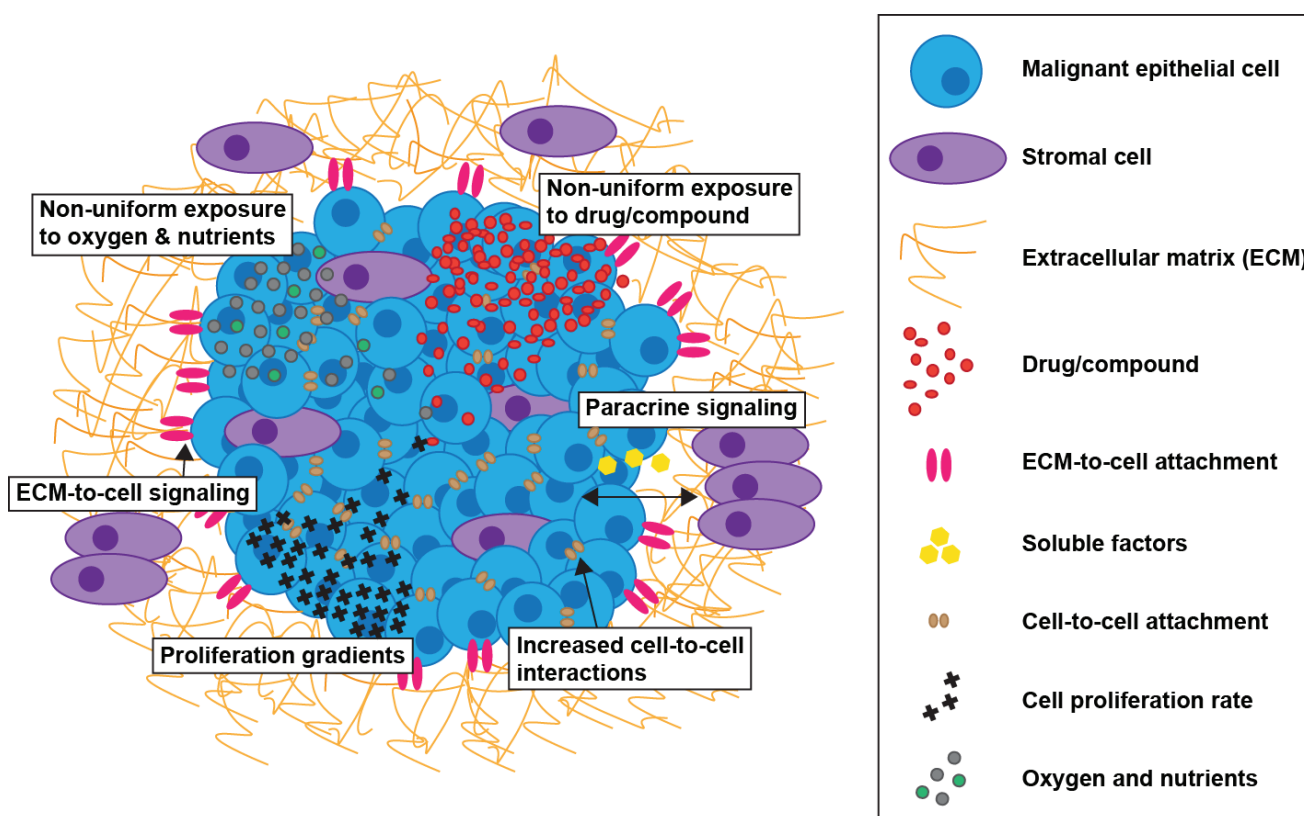 Non-uniform exposure
to oxygen & nutrients
Non-uniform exposure
to drug/compound
Paracrine signaling
ECM-to-cell signaling
Proliferation gradients
Increased cell-to-cell
interactions
Malignant epithelial cell
Stromal cell
Extracellular matrix (ECM)
Drug/compound
ECM-to-cell attachment
Soluble factors
Cell-to-cell attachment
Cell proliferation rate
Oxygen and nutrients